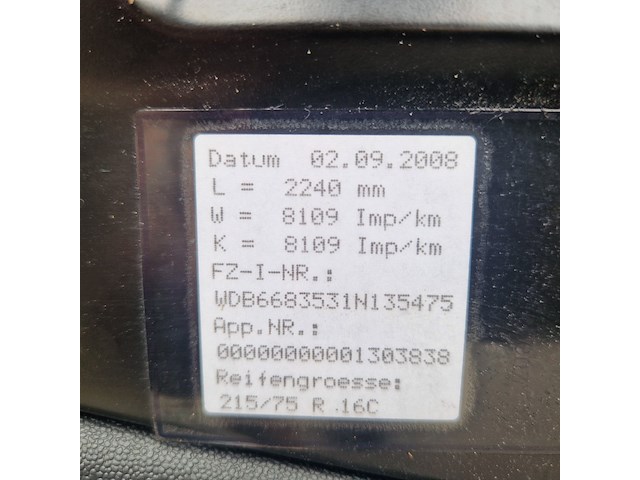 Datum 02.09.2008
L = 2240 mm
W = 8109 Imp/km
K = 8109 Imp/km
FZ-I-NR.:
WDB6683531N135475
App.NR.:
00000000001303838
Reifengroesse:
215/75 R .16C